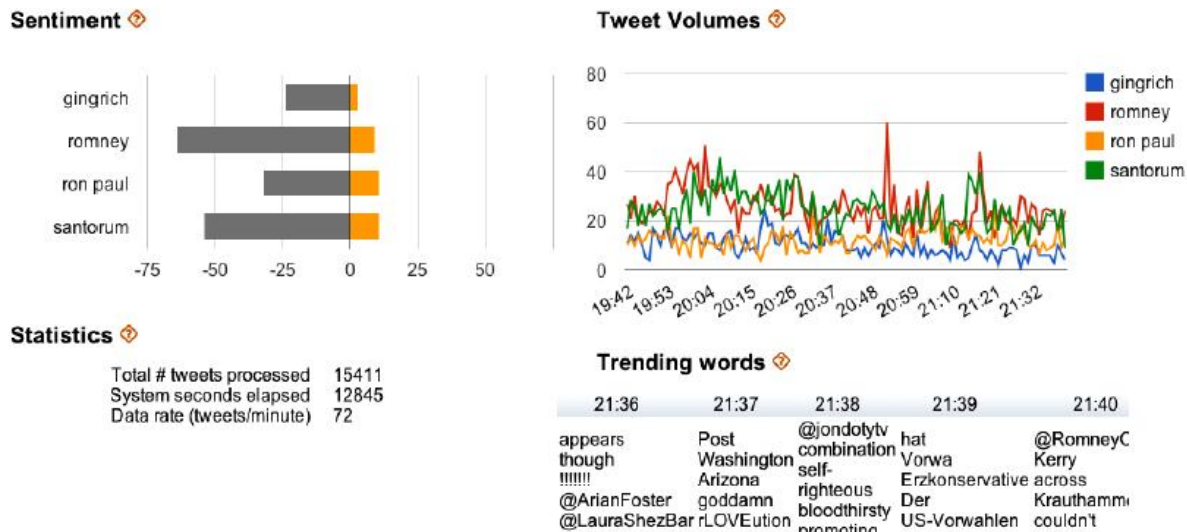 Sentiment
gingrich
romney
ron paul
santorum
-75 -50 -25 0 25 50
Statistics
Total # tweets processed 15411
System seconds elapsed 12845
Data rate (tweets/minute) 72
Tweet Volumes
80
60
40
20
0
19:42 19:53 20:04 20:15 20:26 20:37 20:48 20:59 21:10 21:21 21:32
gingrich
romney
ron paul
santorum
Trending words
21:36 21:37 21:38 21:39 21:40
appears
though
!!!!!!!
@ArianFoster
@LauraShezBar
Post
Washington
Arizona
goddamn
rLOVEution
@jondotytv
combination
self-
righteous
bloodthirsty
promoting
hat
Vorwa
Erzkonservative
Der
US-Vorwahlen
@RomneyC
Kerry
across
Krauthamm
couldn't